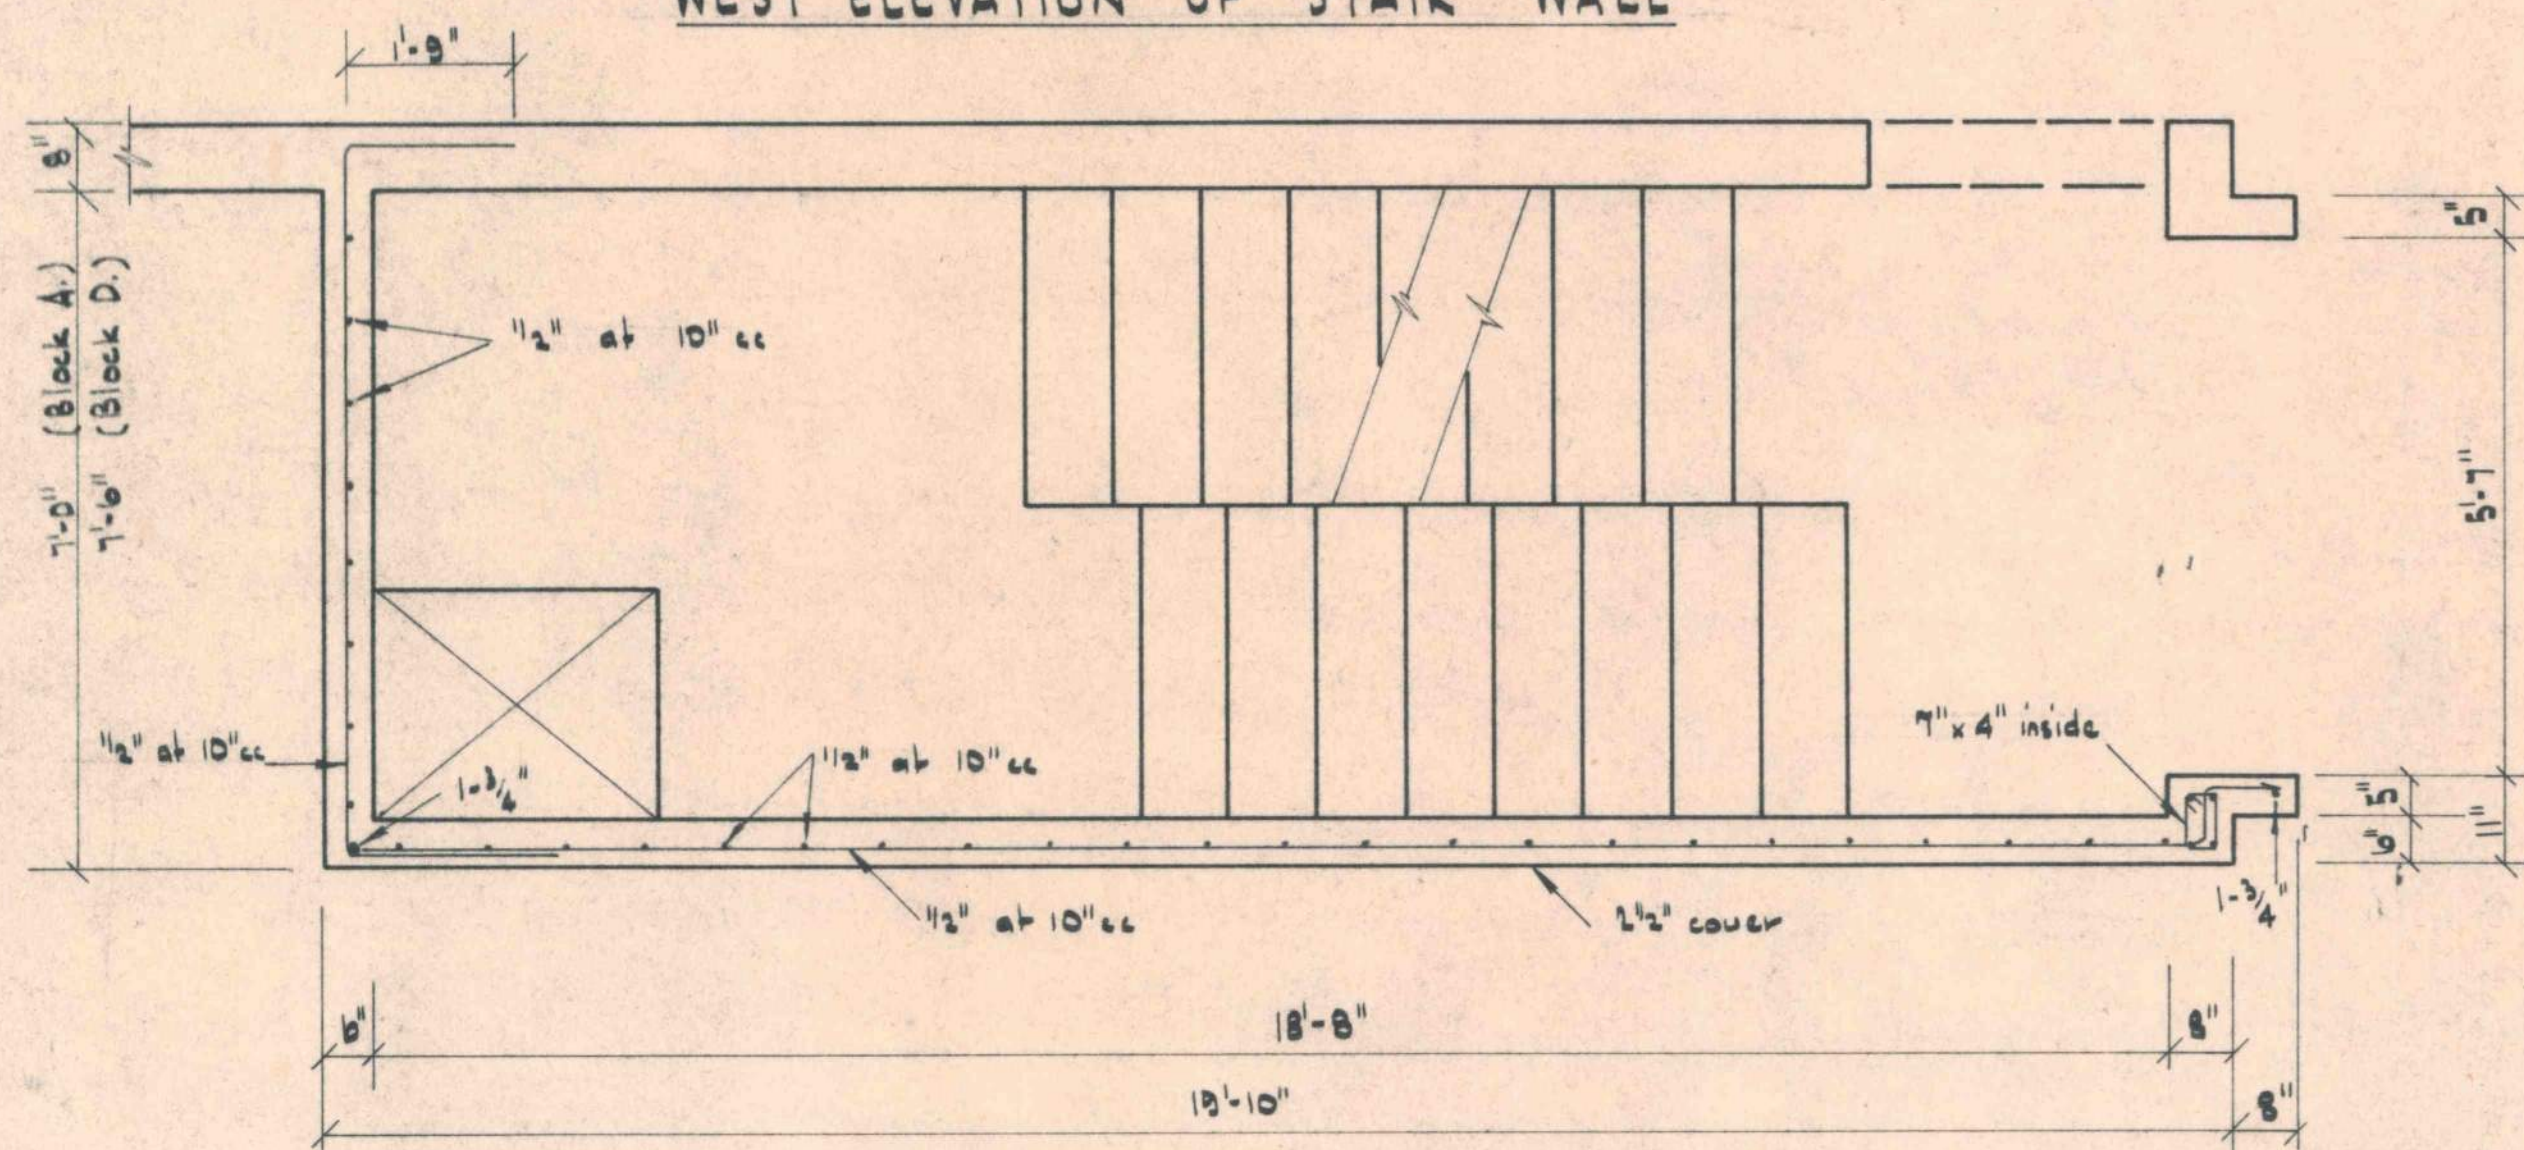 WEST ELEVATION OF STAIR WALL
1'-9"
8"
5"
7'-0" (Block A.)
7'-6" (Block D.)
1/2" at 10" cc
5'-7"
7" x 4" inside
1/2" at 10" cc
1-3/4"
1/2" at 10" cc
5"
6"
11"
1-3/4"
1/2" at 10" cc
2 1/2" cover
6"
18'-8"
8"
19'-10"
8"